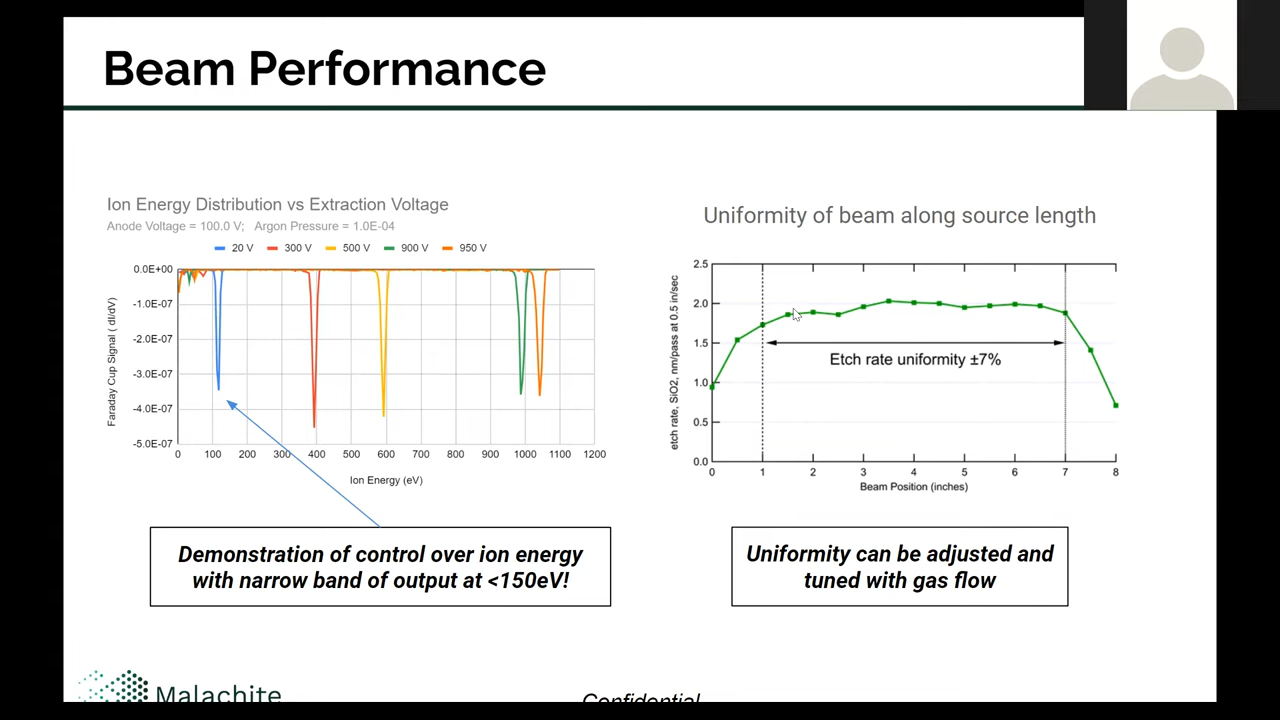 Beam Performance
Ion Energy Distribution vs Extraction Voltage
Anode Voltage = 100.0 V; Argon Pressure = 1.0E-04
20 V 300 V 500 V 900 V 950 V
0.0E+00
-1.0E-07
-2.0E-07
-3.0E-07
-4.0E-07
-5.0E-07
Faraday Cup Signal ( dI/dV)
0 100 200 300 400 500 600 700 800 900 1000 1100 1200
Ion Energy (eV)
Demonstration of control over ion energy
with narrow band of output at <150eV!
Uniformity of beam along source length
2.5
2.0
1.5
1.0
0.5
0.0
etch rate, SiO2, nm/pass at 0.5 in/sec
Etch rate uniformity ±7%
0 1 2 3 4 5 6 7 8
Beam Position (inches)
Uniformity can be adjusted and
tuned with gas flow
Malachite
Confidential